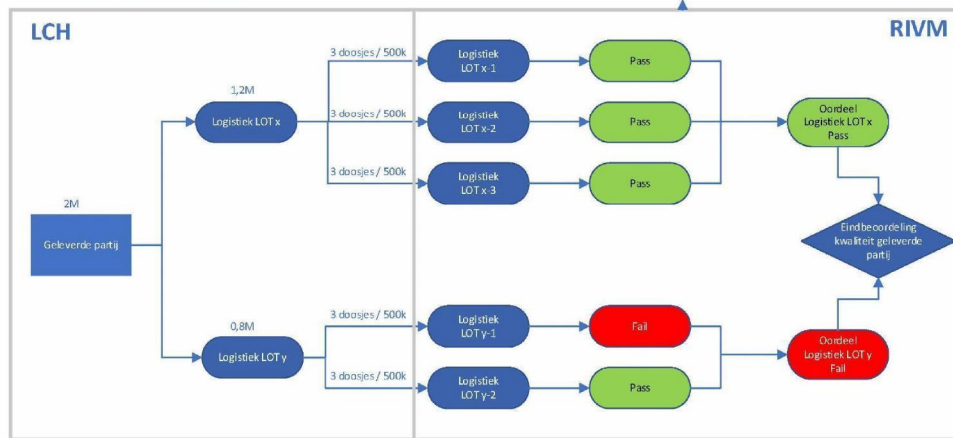 LCH
RIVM
3 doosjes / 500k
Logistiek
LOT x-1
Pass
1,2M
Logistiek LOT x
3 doosjes / 500k
Logistiek
LOT x-2
Pass
Oordeel
Logistiek LOT x
Pass
3 doosjes / 500k
Logistiek
LOT x-3
Pass
2M
Geleverde partij
Eindbeoordeling
kwaliteit geleverde
partij
3 doosjes / 500k
Logistiek
LOT y-1
Fail
0,8M
Logistiek LOT y
Oordeel
Logistiek LOT y
Fail
3 doosjes / 500k
Logistiek
LOT y-2
Pass